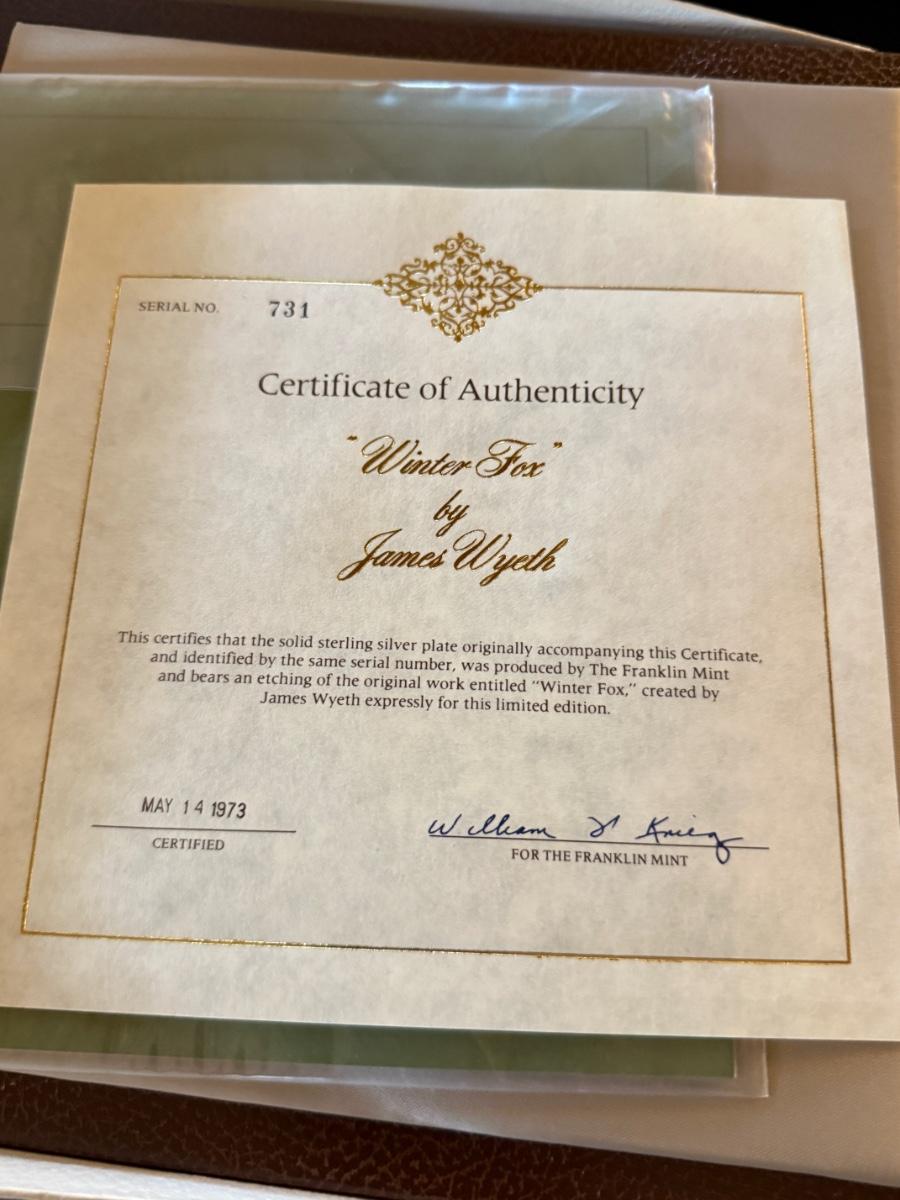 SERIAL NO. 731
Certificate of Authenticity
"Winter Fox"
by
James Wyeth
This certifies that the solid sterling silver plate originally accompanying this Certificate,
and identified by the same serial number, was produced by The Franklin Mint
and bears an etching of the original work entitled "Winter Fox," created by
James Wyeth expressly for this limited edition.
MAY 14 1973
CERTIFIED
William Krieg
FOR THE FRANKLIN MINT